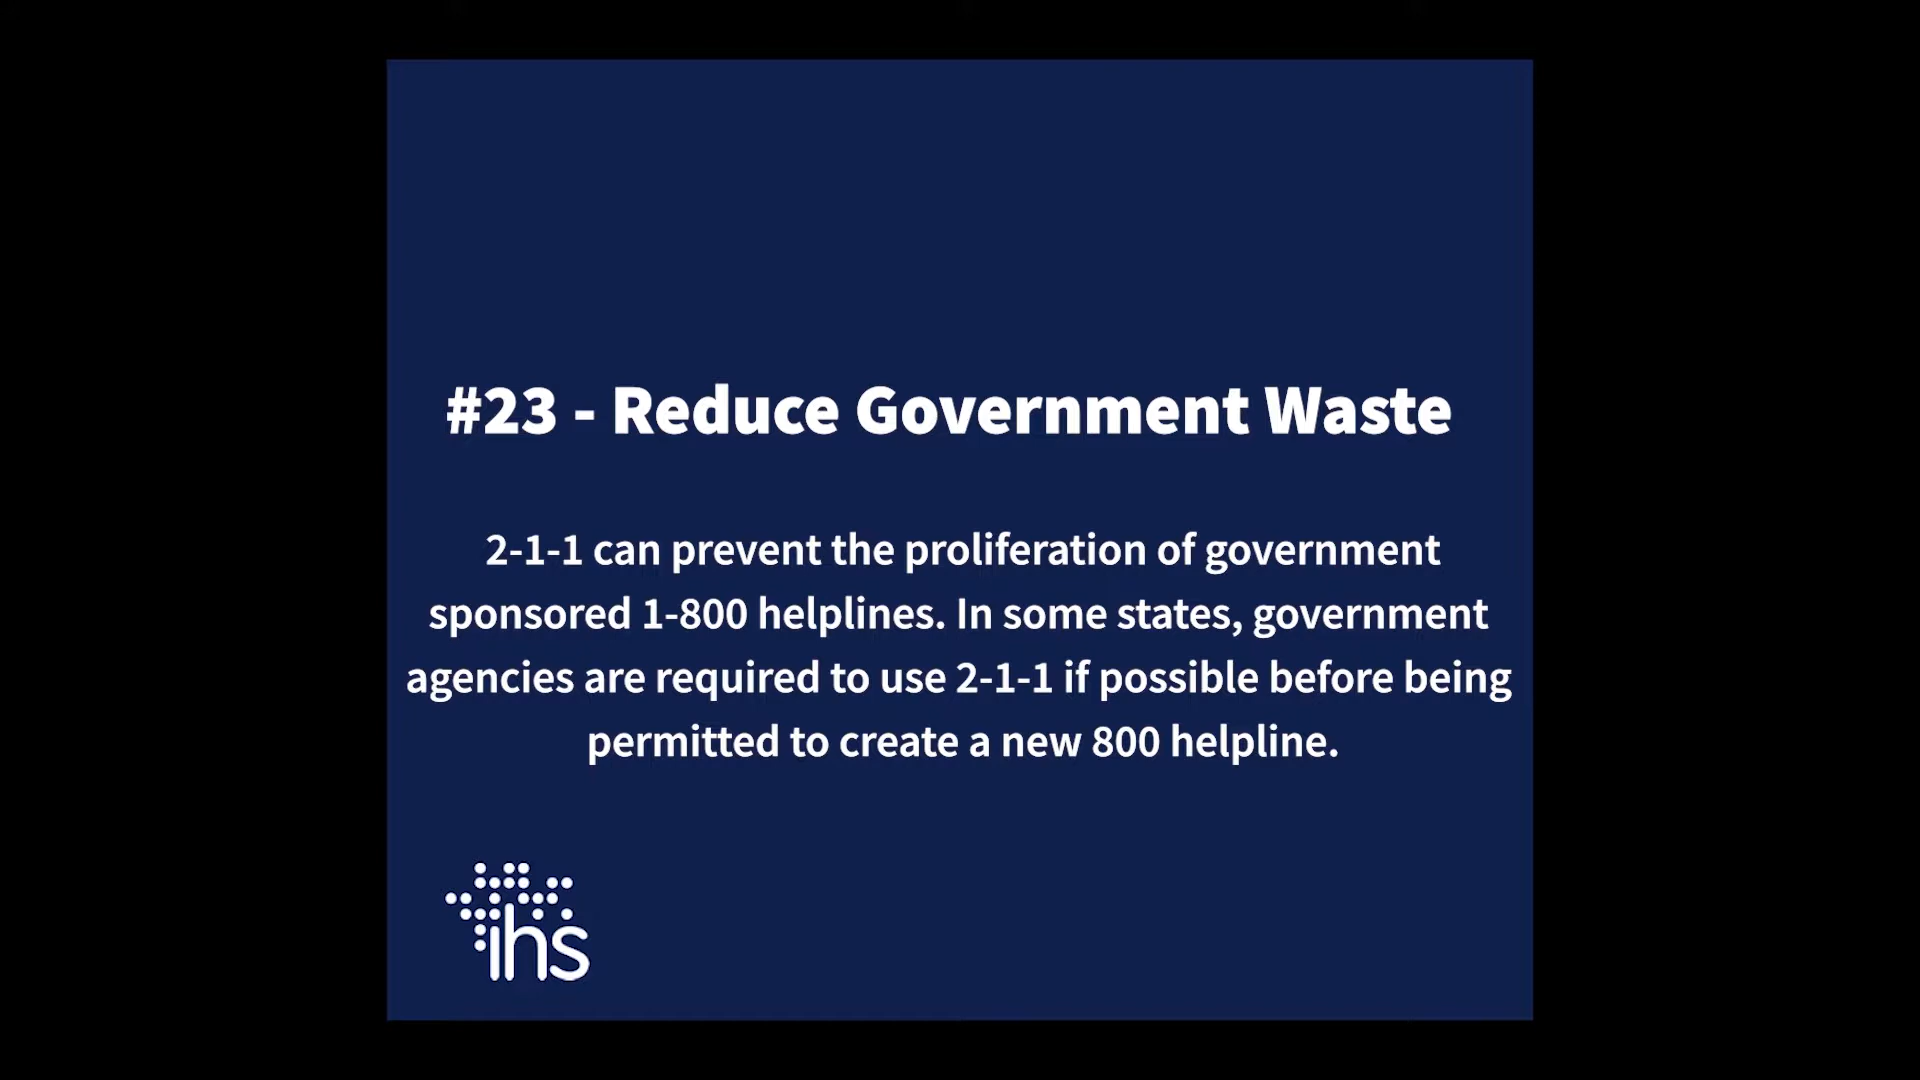 #23 - Reduce Government Waste
2-1-1 can prevent the proliferation of government
sponsored 1-800 helplines. In some states, government
agencies are required to use 2-1-1 if possible before being
permitted to create a new 800 helpline.
ihs